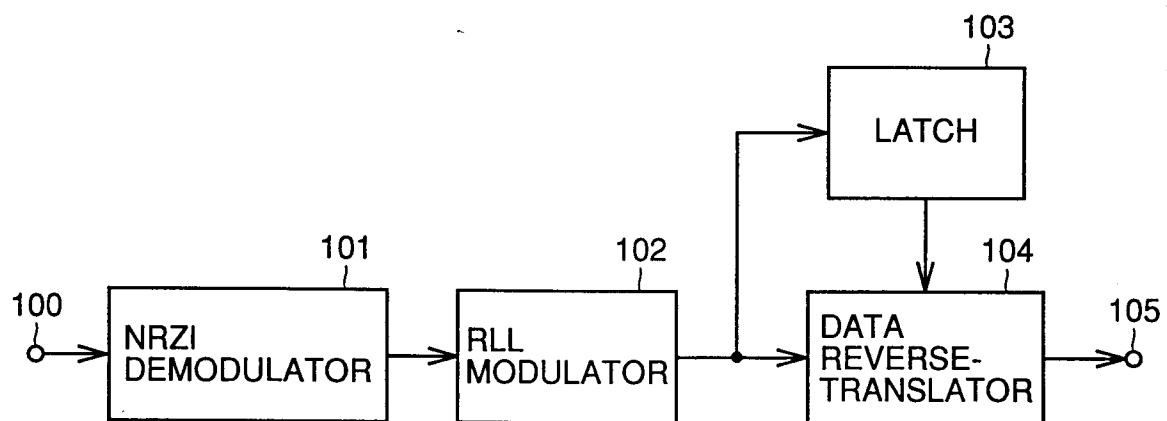 103
LATCH
101
102
104
100
105
NRZI
DEMODULATOR
RLL
MODULATOR
DATA
REVERSE-
TRANSLATOR